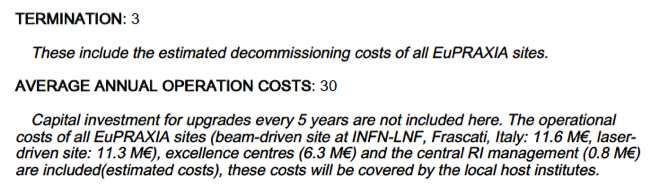 TERMINATION: 3
These include the estimated decommissioning costs of all EuPRAXIA sites.
AVERAGE ANNUAL OPERATION COSTS: 30
Capital investment for upgrades every 5 years are not included here. The operational
costs of all EuPRAXIA sites (beam-driven site at INFN-LNF, Frascati, Italy: 11.6 M€, laser-
driven site: 11.3 M€), excellence centres (6.3 M€) and the central RI management (0.8 M€)
are included(estimated costs), these costs will be covered by the local host institutes.